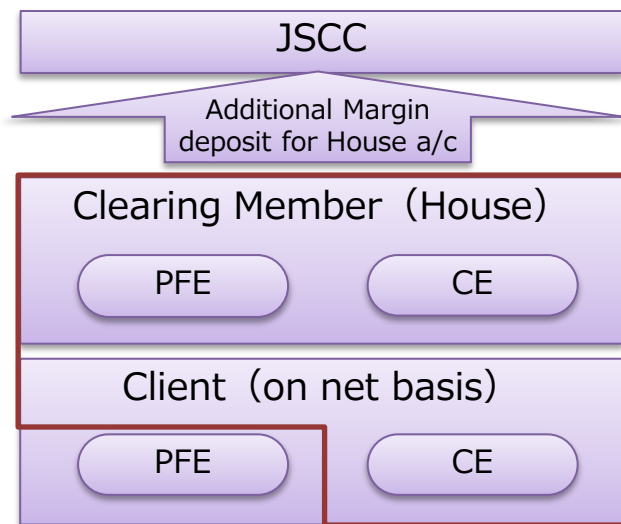 JSCC
Additional Margin
deposit for House a/c
Clearing Member（House）
PFE
CE
Client（on net basis）
PFE
CE